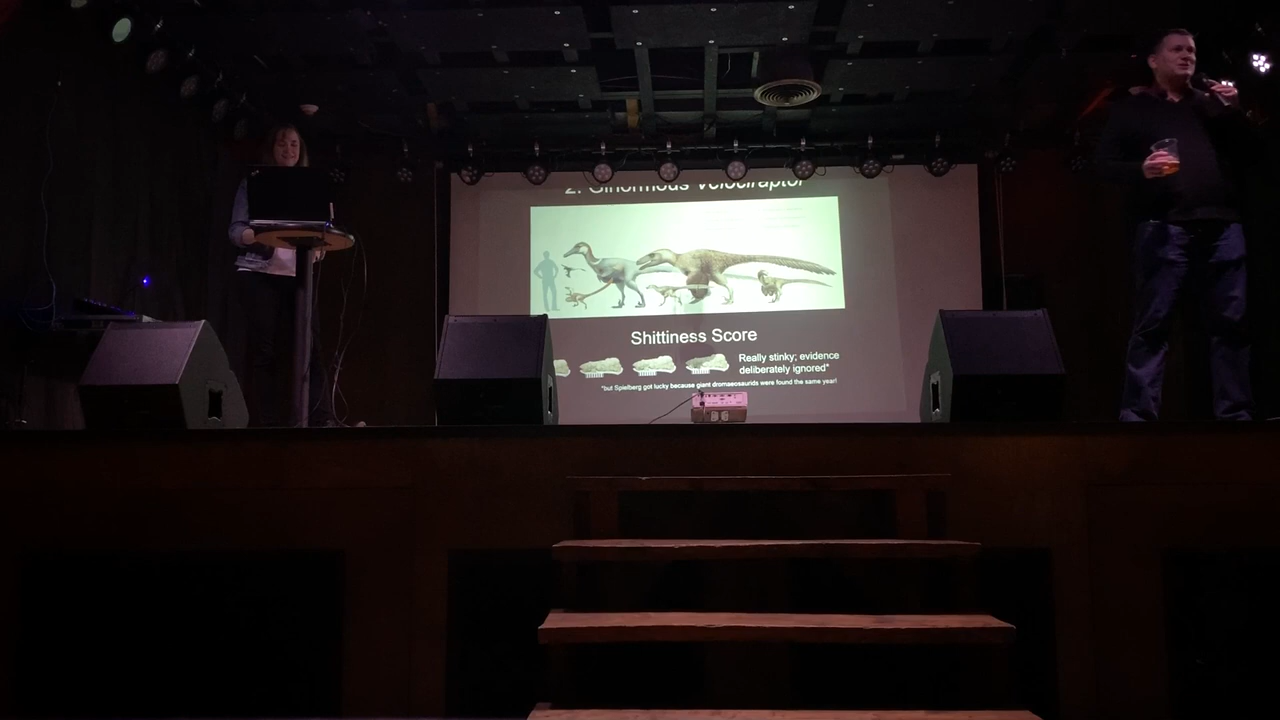 2. Ginormous Velociraptor
Shittiness Score
Really stinky; evidence
deliberately ignored*
*but Spielberg got lucky because giant dromaeosaurids were found the same year!